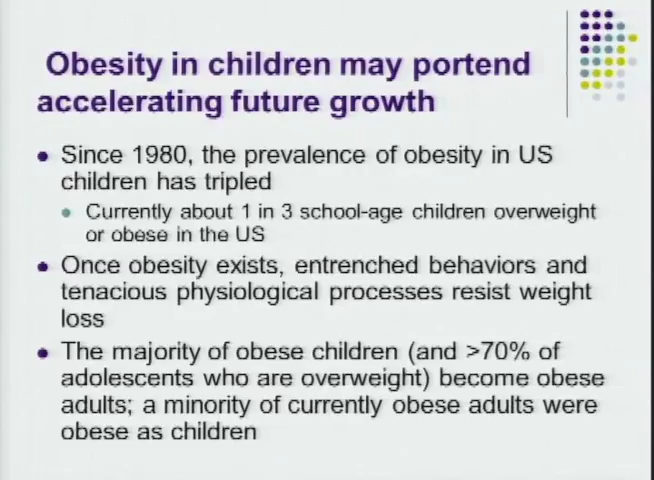 Obesity in children may portend
accelerating future growth
• Since 1980, the prevalence of obesity in US
children has tripled
• Currently about 1 in 3 school-age children overweight
or obese in the US
• Once obesity exists, entrenched behaviors and
tenacious physiological processes resist weight
loss
• The majority of obese children (and >70% of
adolescents who are overweight) become obese
adults; a minority of currently obese adults were
obese as children